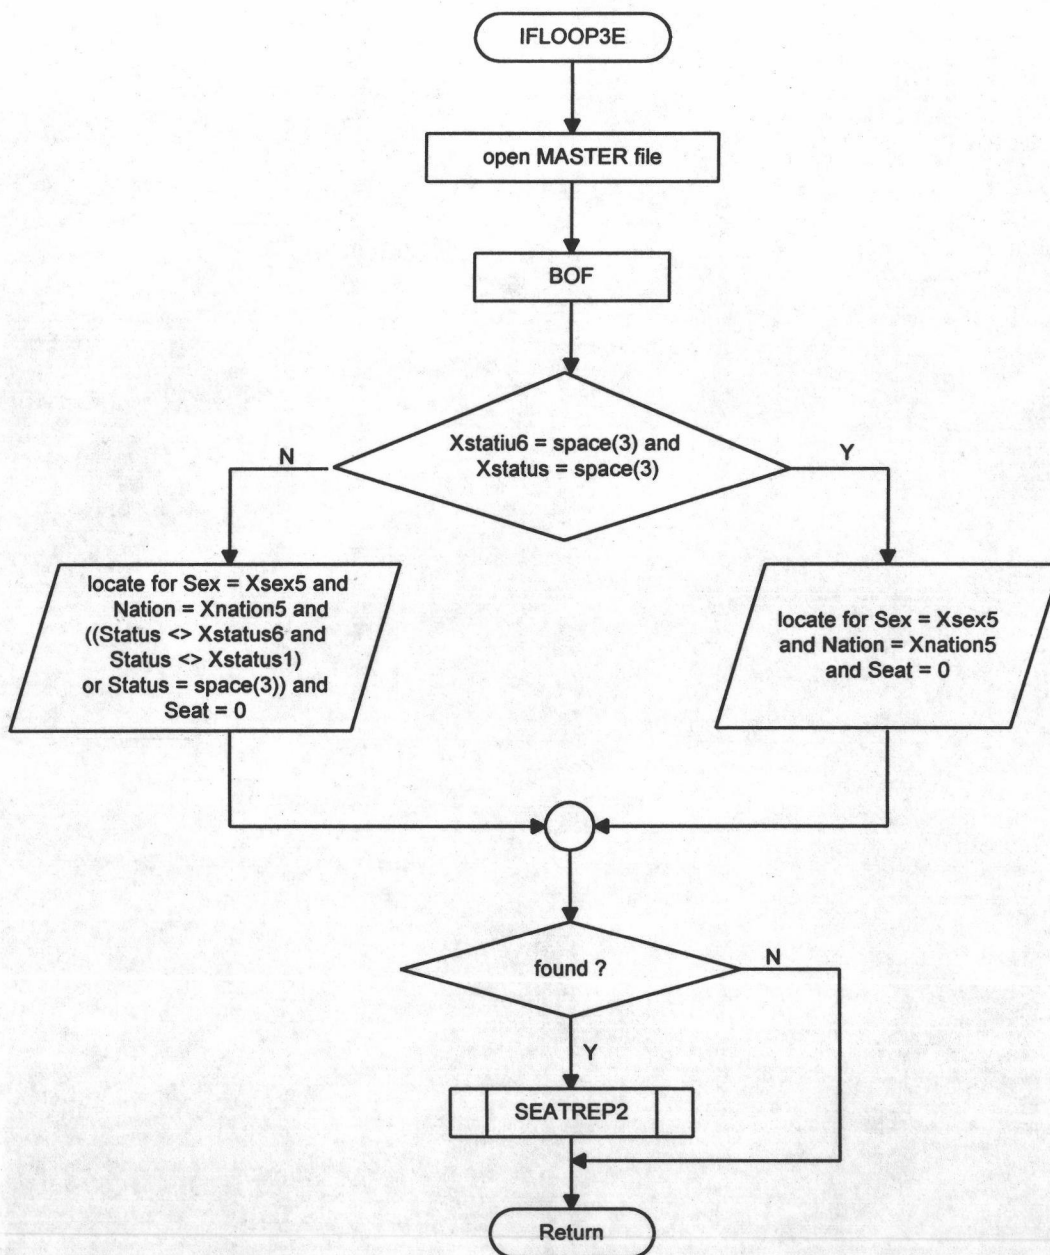 IFLOOP3E
open MASTER file
BOF
Xstatiu6 = space(3) and
Xstatus = space(3)
N
Y
locate for Sex = Xsex5 and
Nation = Xnation5 and
((Status <> Xstatus6 and
Status <> Xstatus1)
or Status = space(3)) and
Seat = 0
locate for Sex = Xsex5
and Nation = Xnation5
and Seat = 0
found ?
N
Y
SEATREP2
Return